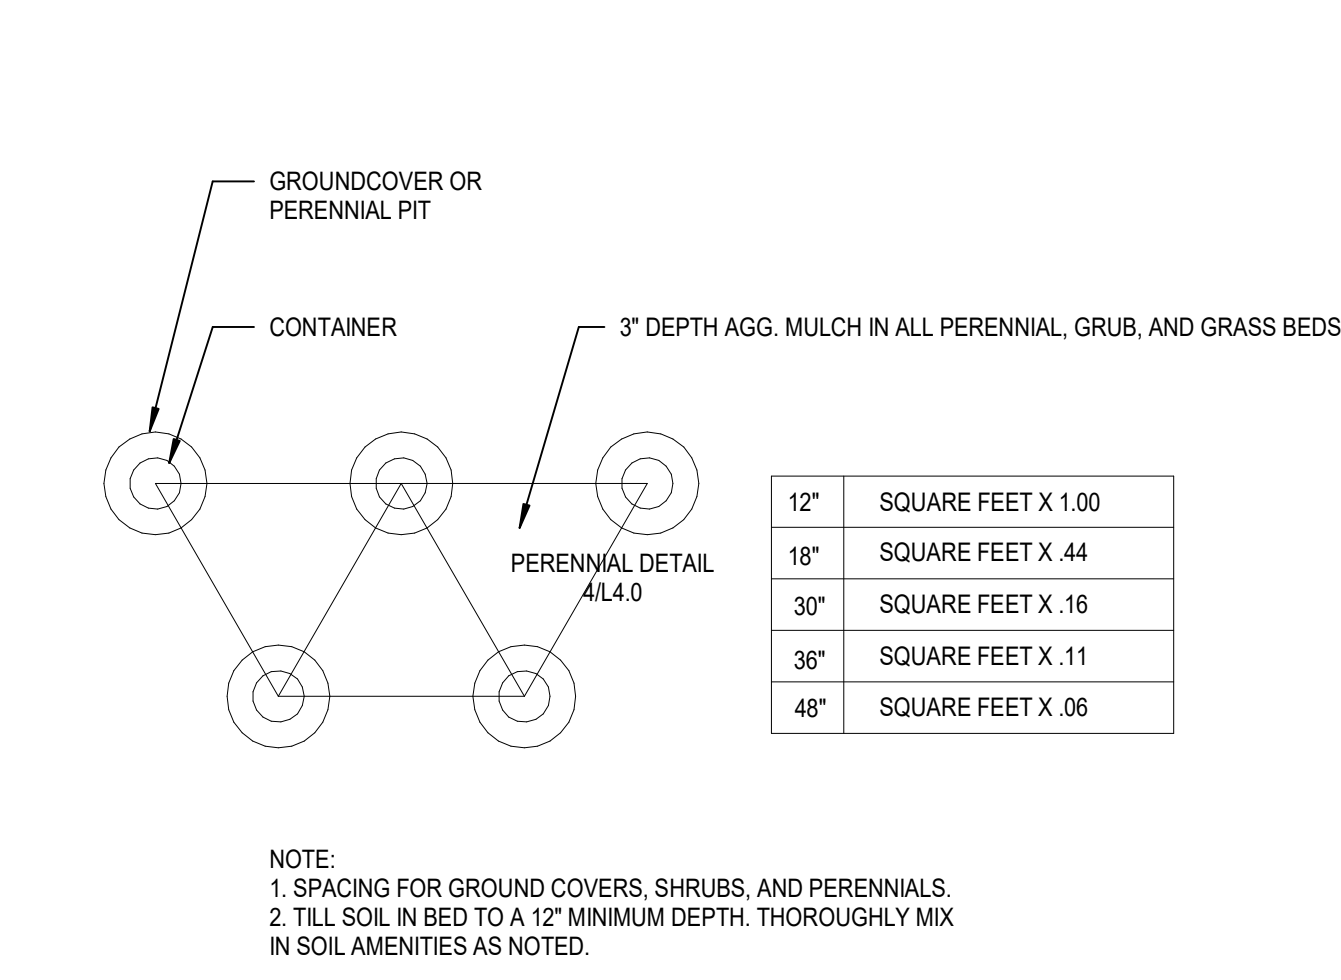 GROUNDCOVER OR
PERENNIAL PIT
CONTAINER
3" DEPTH AGG. MULCH IN ALL PERENNIAL, GRUB, AND GRASS BEDS
PERENNIAL DETAIL
4/L4.0
12" SQUARE FEET X 1.00
18" SQUARE FEET X .44
30" SQUARE FEET X .16
36" SQUARE FEET X .11
48" SQUARE FEET X .06
NOTE:
1. SPACING FOR GROUND COVERS, SHRUBS, AND PERENNIALS.
2. TILL SOIL IN BED TO A 12" MINIMUM DEPTH. THOROUGHLY MIX
IN SOIL AMENITIES AS NOTED.